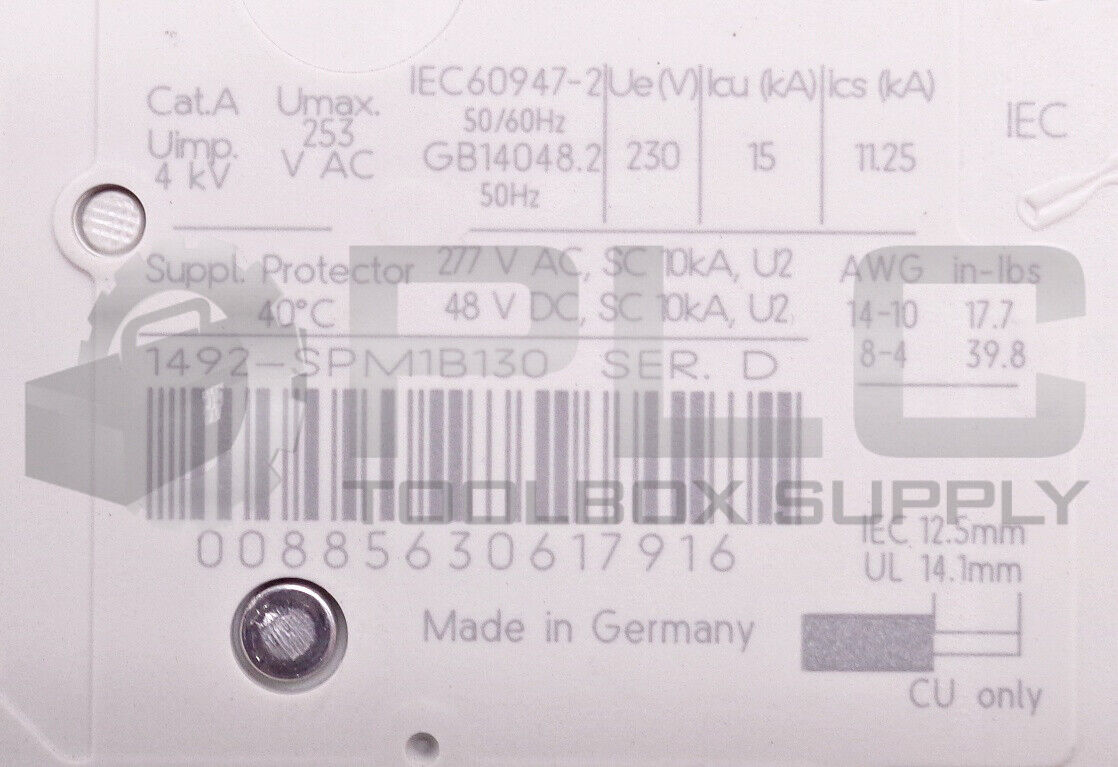 Cat.A
Uimp.
4 kV
Umax.
253
V AC
IEC60947-2
50/60Hz
GB14048.2
50Hz
Ue (V) Icu (kA) Ics (kA)
230 15 11.25
IEC
Suppl. Protector
40°C
277 V AC, SC 10kA, U2
48 V DC, SC 10kA, U2
AWG in-lbs
14-10 17.7
8-4 39.8
1492-SPM1B130 SER. D
PLC
TOOLBOX SUPPLY
00885630617916
IEC 12.5mm
UL 14.1mm
Made in Germany
CU only